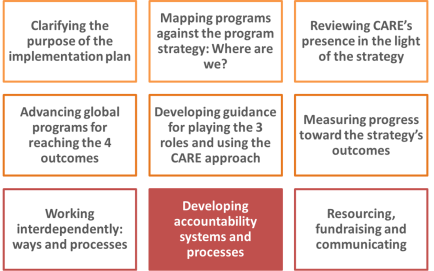 Clarifying the
purpose of the
implementation plan
Mapping programs
against the program
strategy: Where are
we?
Reviewing CARE's
presence in the light
of the strategy
Advancing global
programs for
reaching the 4
outcomes
Developing guidance
for playing the 3
roles and using the
CARE approach
Measuring progress
toward the strategy's
outcomes
Working
interdependently:
ways and processes
Developing
accountability
systems and
processes
Resourcing,
fundraising and
communicating